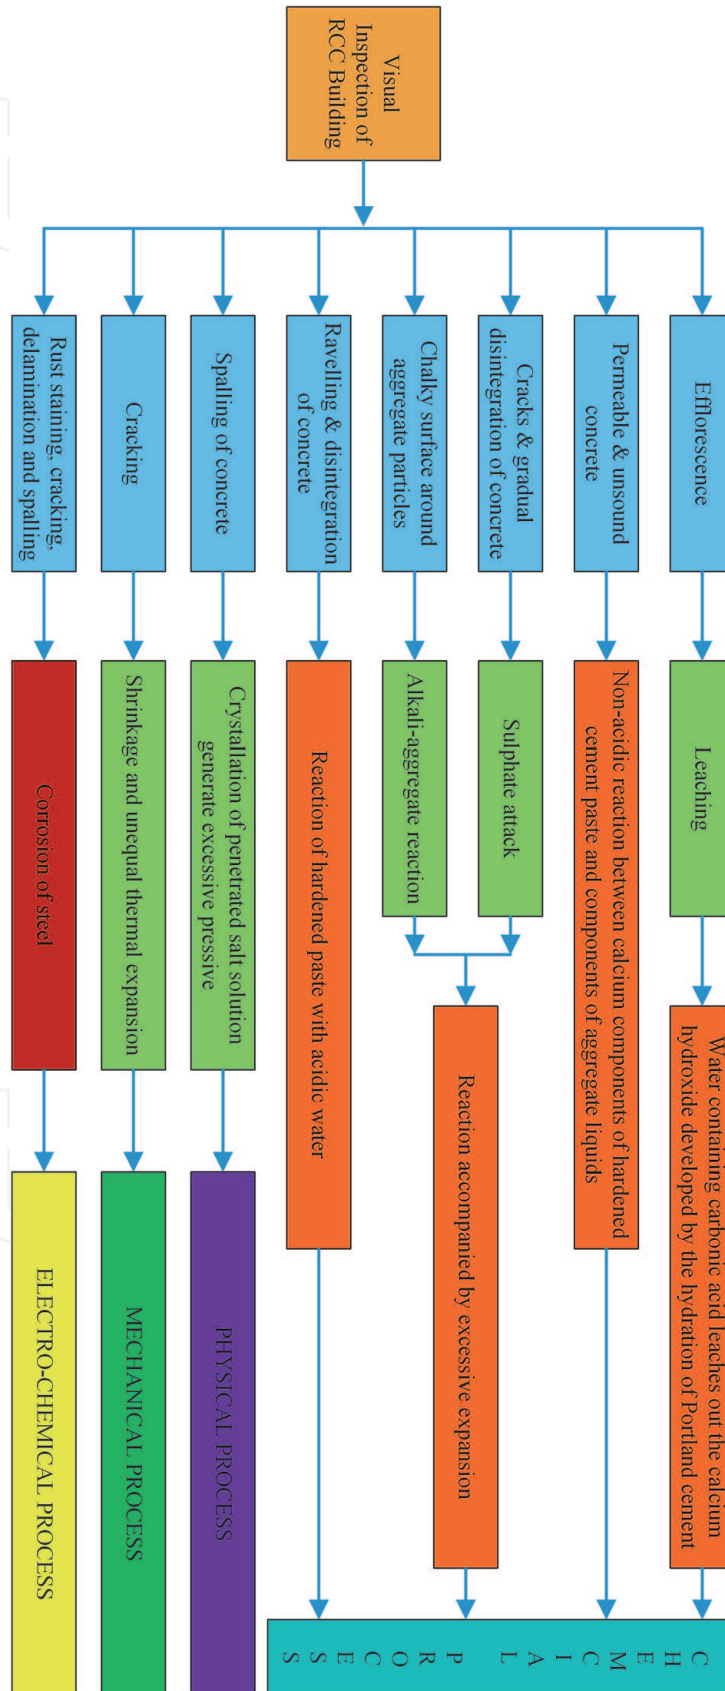 Visual
Inspection of
RCC Building
Efflorescence
Leaching
Water containing carbonic acid leaches out the calcium
hydroxide developed by the hydration of Portland cement
Permeable & unsound
concrete
Non-acidic reaction between calcium components of hardened
cement paste and components of aggregate liquids
Cracks & gradual
disintegration of concrete
Sulphate attack
Chalky surface around
aggregate particles
Alkali-aggregate reaction
Reaction accompanied by excessive expansion
Ravelling & disintegration
of concrete
Reaction of hardened paste with acidic water
CHEMICAL PROCESS
Spalling of concrete
Crystallation of penetrated salt solution
generate excessive pressive
PHYSICAL PROCESS
Cracking
Shrinkage and unequal thermal expansion
MECHANICAL PROCESS
Rust staining, cracking,
delamination and spalling
Corrosion of steel
ELECTRO-CHEMICAL PROCESS